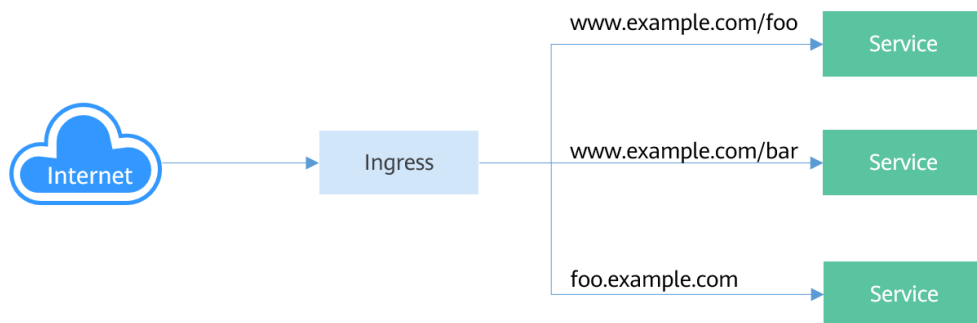 www.example.com/foo
Service
Internet
Ingress
www.example.com/bar
Service
foo.example.com
Service